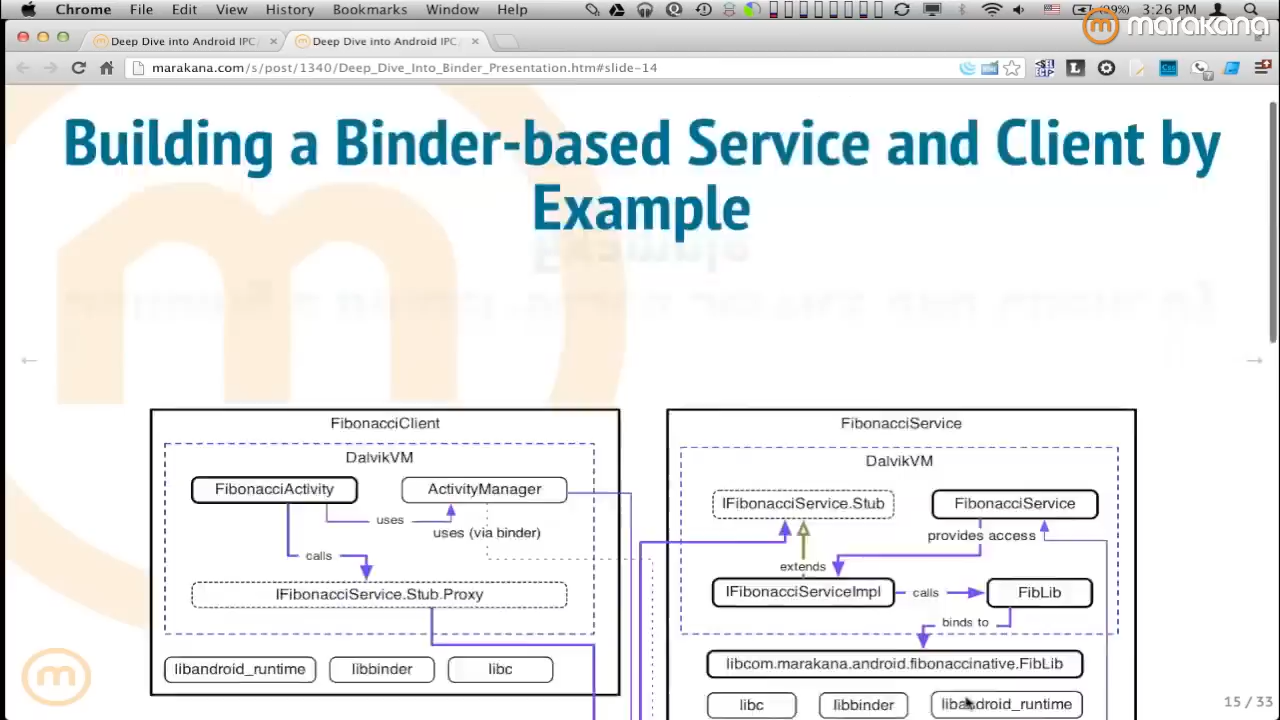 Chrome File Edit View History Bookmarks Window Help (99%) 3:26 PM
marakana
Deep Dive into Android IPC/ Deep Dive into Android IPC/
marakana.com/s/post/1340/Deep_Dive_Into_Binder_Presentation.htm#slide-14
Building a Binder-based Service and Client by
Example
FibonacciClient
DalvikVM
FibonacciActivity
ActivityManager
uses
uses (via binder)
calls
IFibonacciService.Stub.Proxy
libandroid_runtime
libbinder
libc
FibonacciService
DalvikVM
IFibonacciService.Stub
FibonacciService
provides access
extends
IFibonacciServiceImpl
calls
FibLib
binds to
libcom.marakana.android.fibonaccinative.FibLib
libc
libbinder
libandroid_runtime
15 / 33